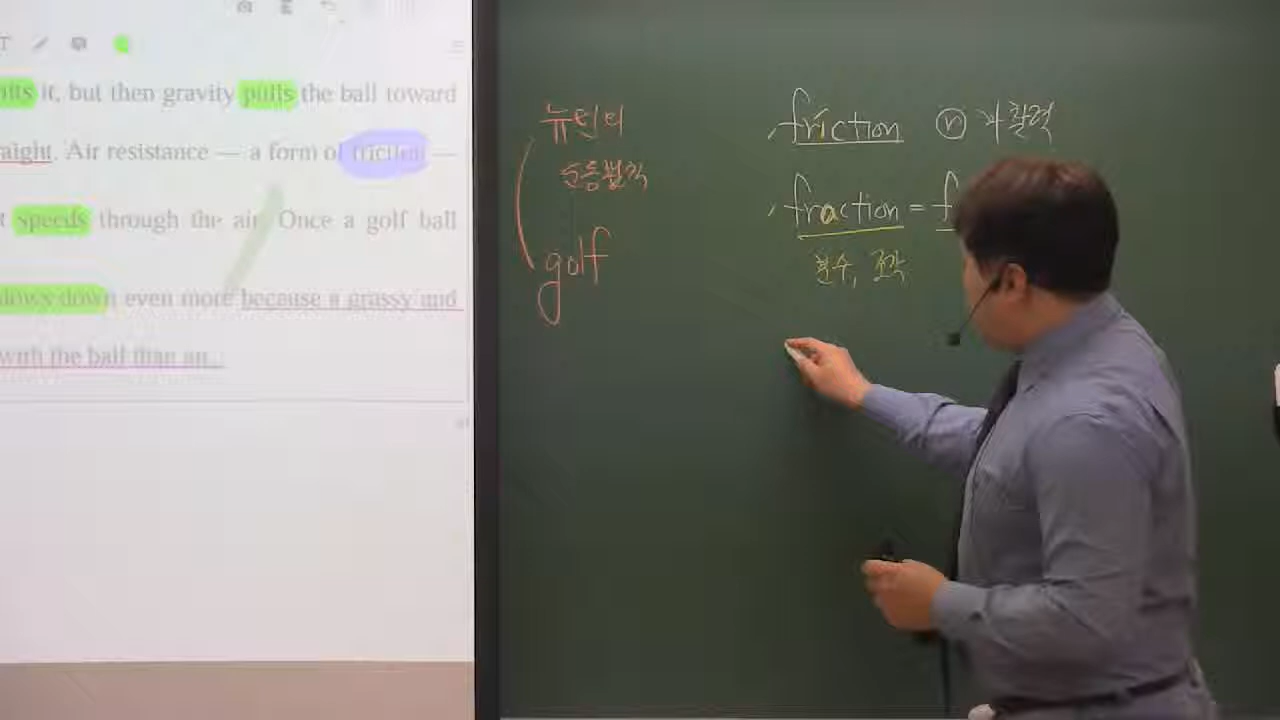 it, but then gravity pulls the ball toward
aight. Air resistance — a form of friction —
t speeds through the air. Once a golf ball
lows down even more because a grassy and
with the ball than air.
뉴턴의
운동법칙
golf
friction ⓝ 마찰력
fraction = f
분수, 조각